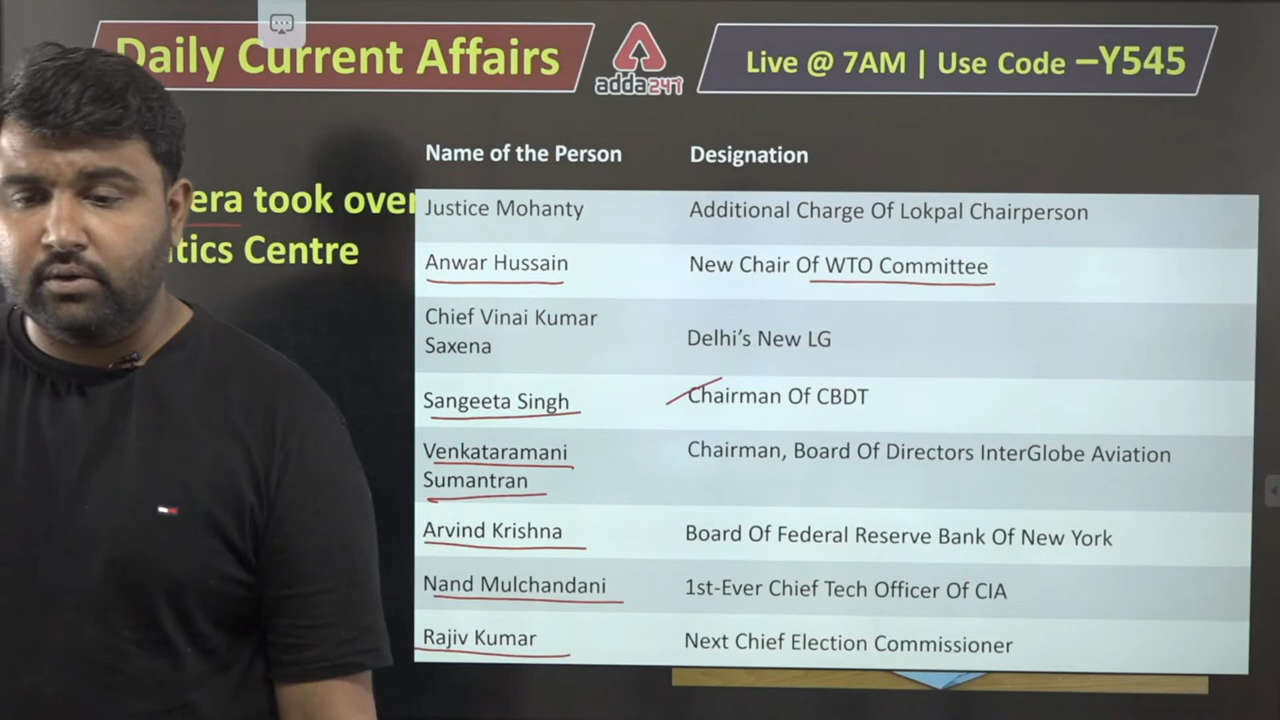 Daily Current Affairs
adda247
Live @ 7AM | Use Code –Y545
era took over
tics Centre
Name of the Person Designation
Justice Mohanty Additional Charge Of Lokpal Chairperson
Anwar Hussain New Chair Of WTO Committee
Chief Vinai Kumar
Saxena
Delhi's New LG
Sangeeta Singh Chairman Of CBDT
Venkataramani
Sumantran
Chairman, Board Of Directors InterGlobe Aviation
Arvind Krishna Board Of Federal Reserve Bank Of New York
Nand Mulchandani 1st-Ever Chief Tech Officer Of CIA
Rajiv Kumar Next Chief Election Commissioner